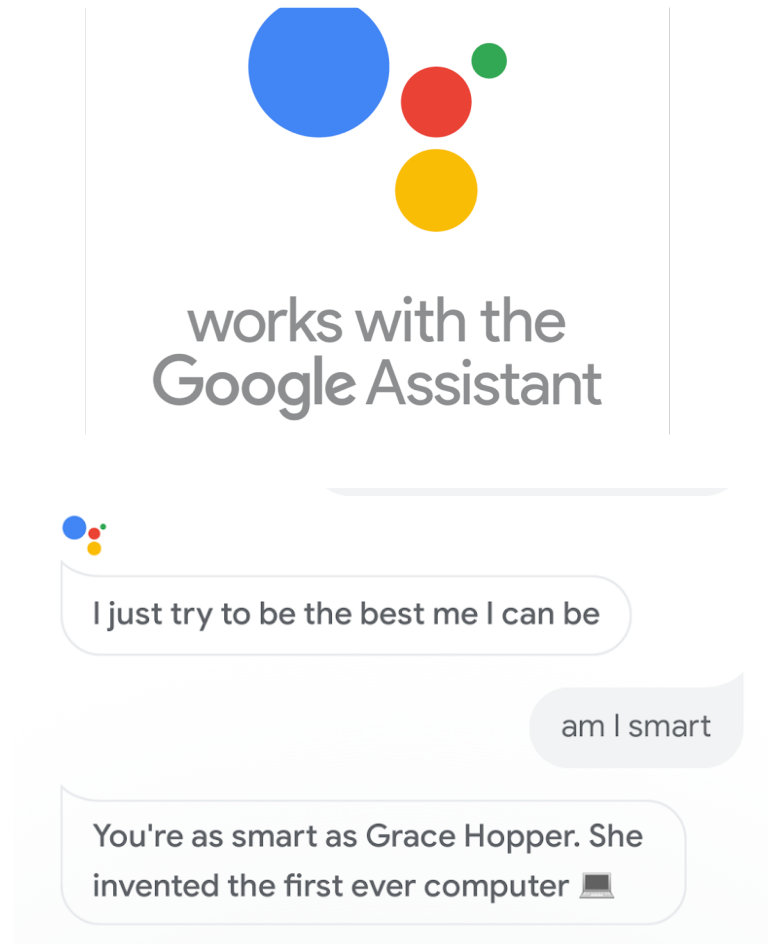 works with the
Google Assistant
I just try to be the best me I can be
am I smart
You're as smart as Grace Hopper. She
invented the first ever computer 💻